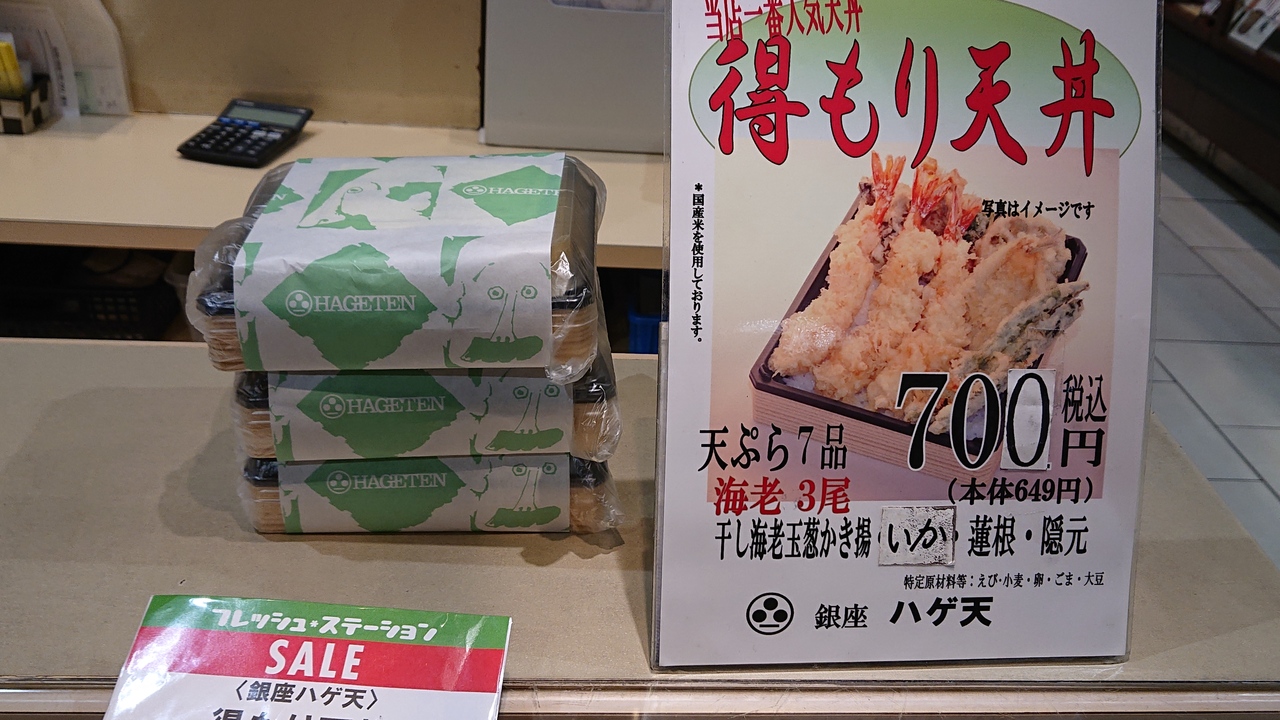 当店一番人気天丼
得もり天丼
*国産米を使用しております。
写真はイメージです
700 税込
円
(本体649円)
天ぷら7品
海老 3尾
干し海老玉葱かき揚・いか・蓮根・隠元
特定原材料等:えび・小麦・卵・ごま・大豆
銀座 ハゲ天
HAGETEN
HAGETEN
HAGETEN
HAGETEN
フレッシュ*ステーション
SALE
〈銀座ハゲ天〉